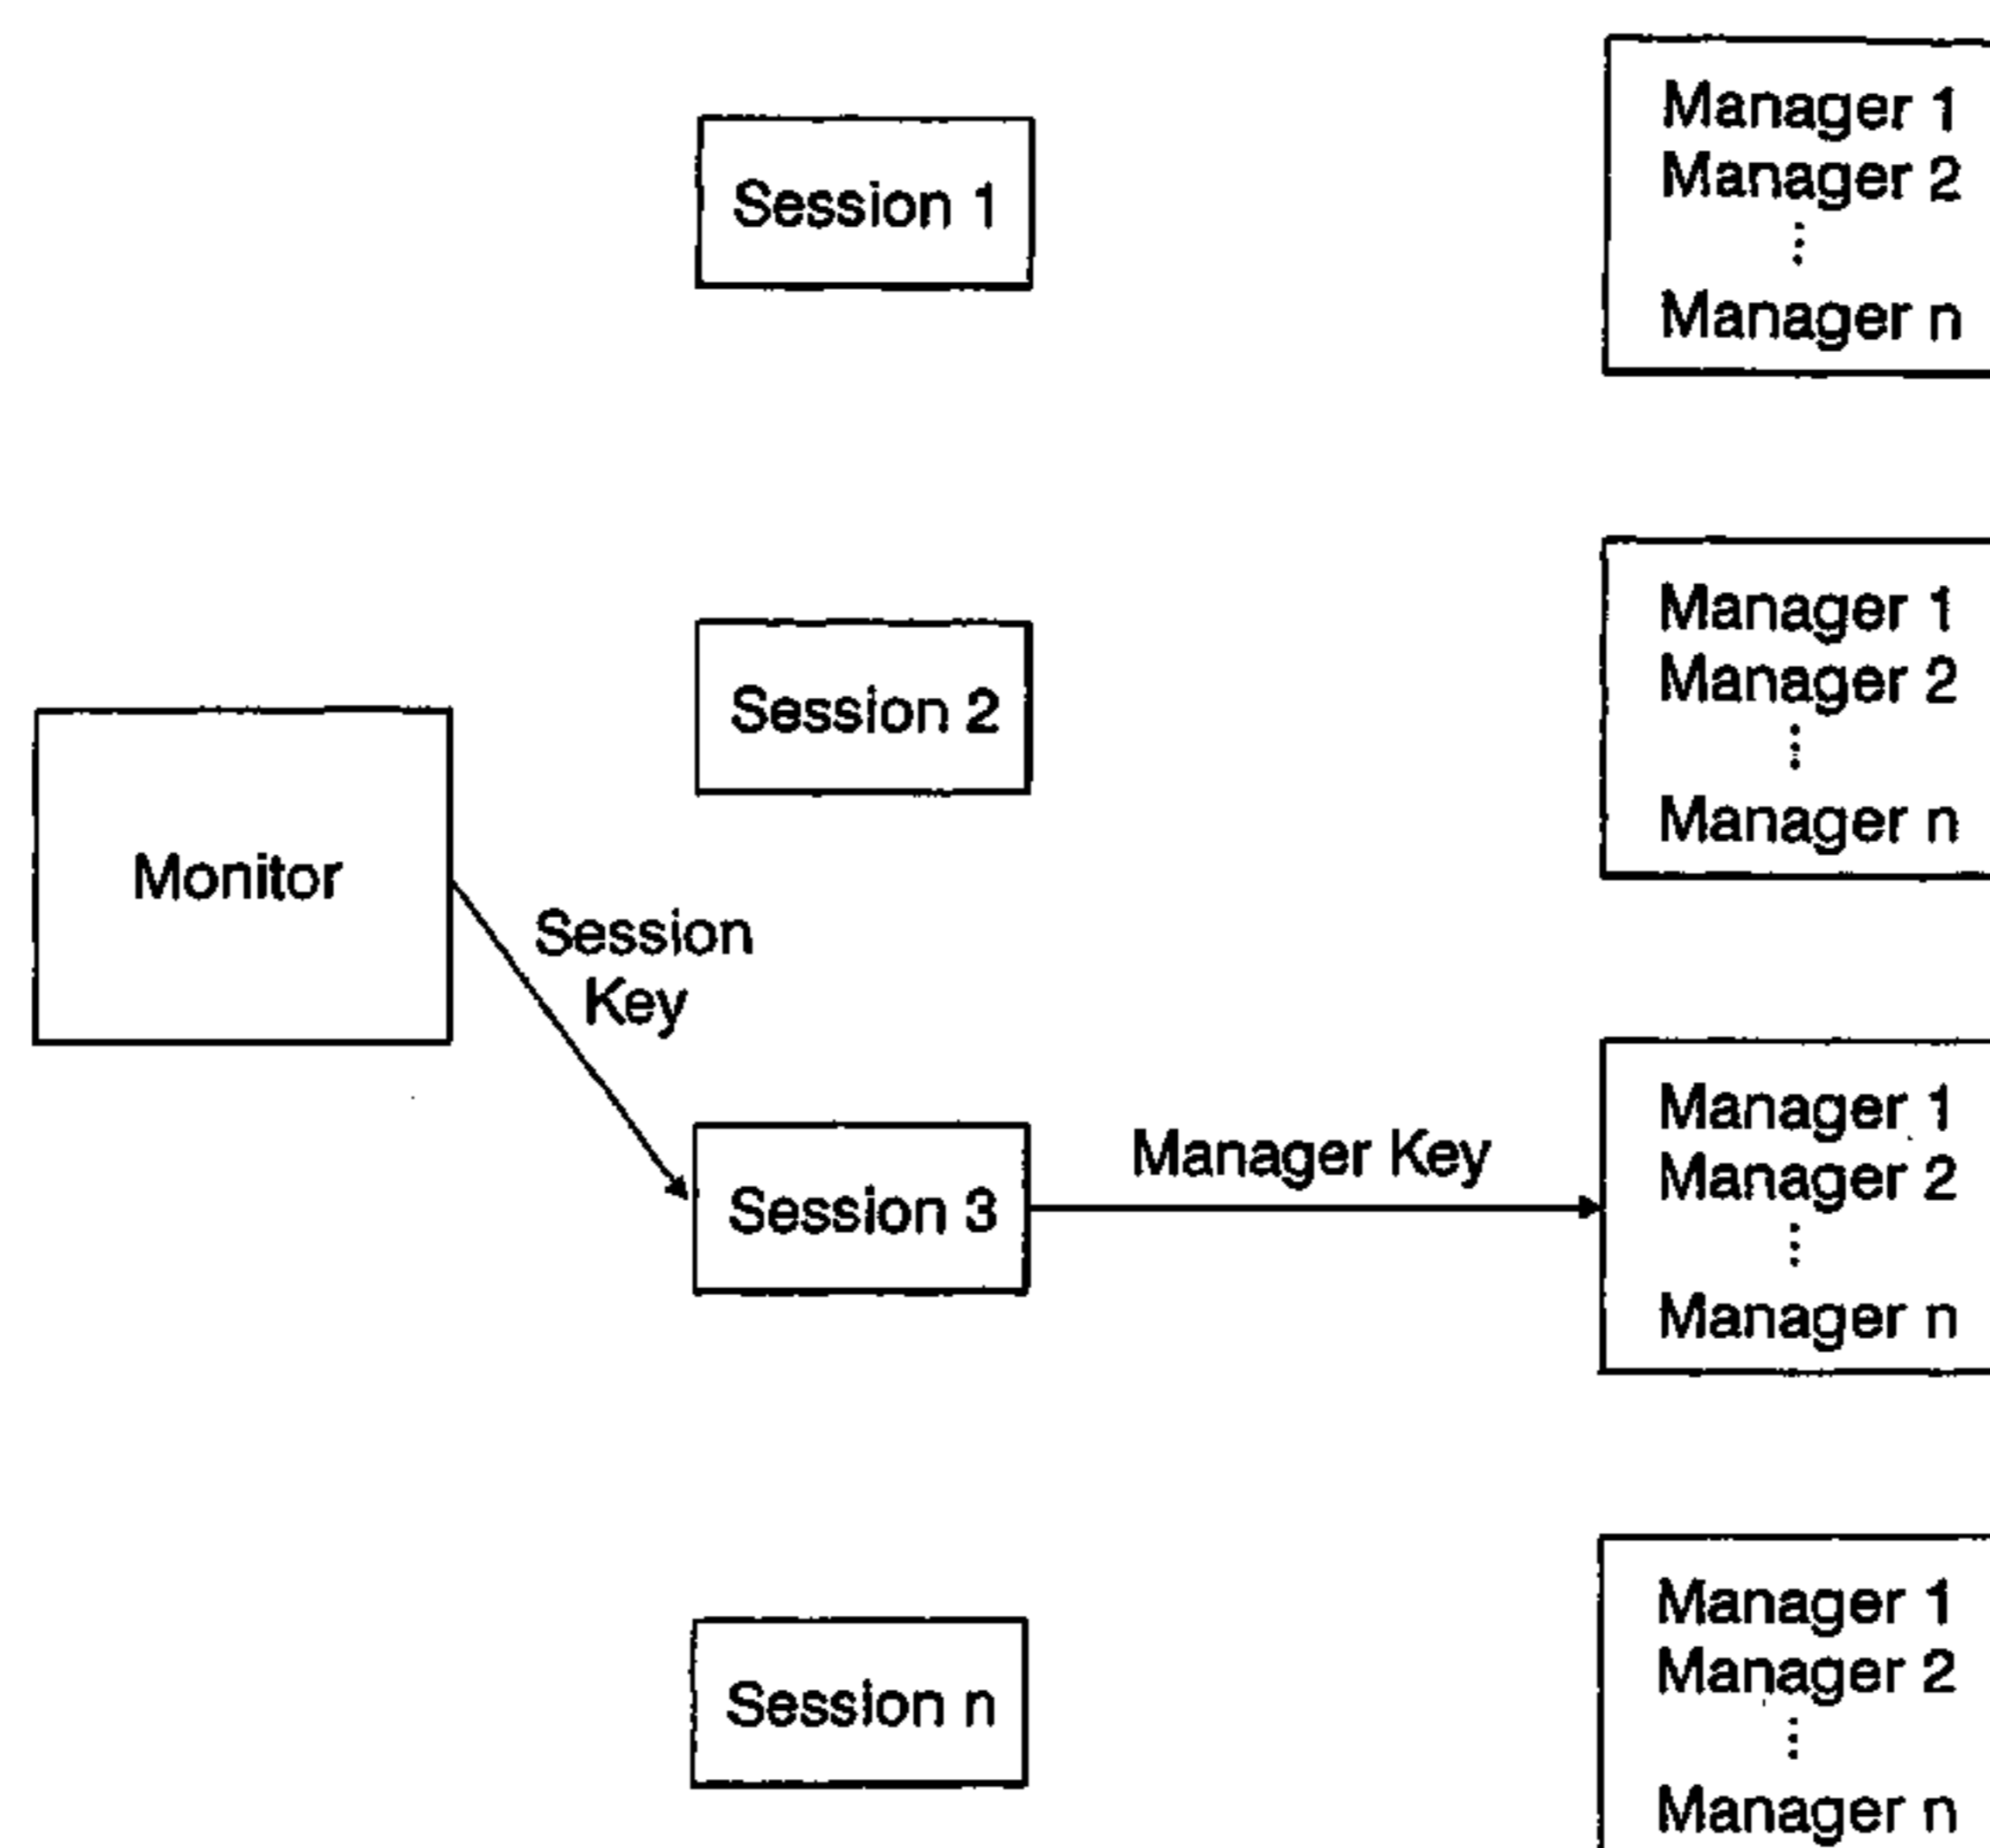 Session 1
Manager 1
Manager 2
⋮
Manager n
Session 2
Manager 1
Manager 2
⋮
Manager n
Monitor
Session
Key
Session 3
Manager Key
Manager 1
Manager 2
⋮
Manager n
Session n
Manager 1
Manager 2
⋮
Manager n